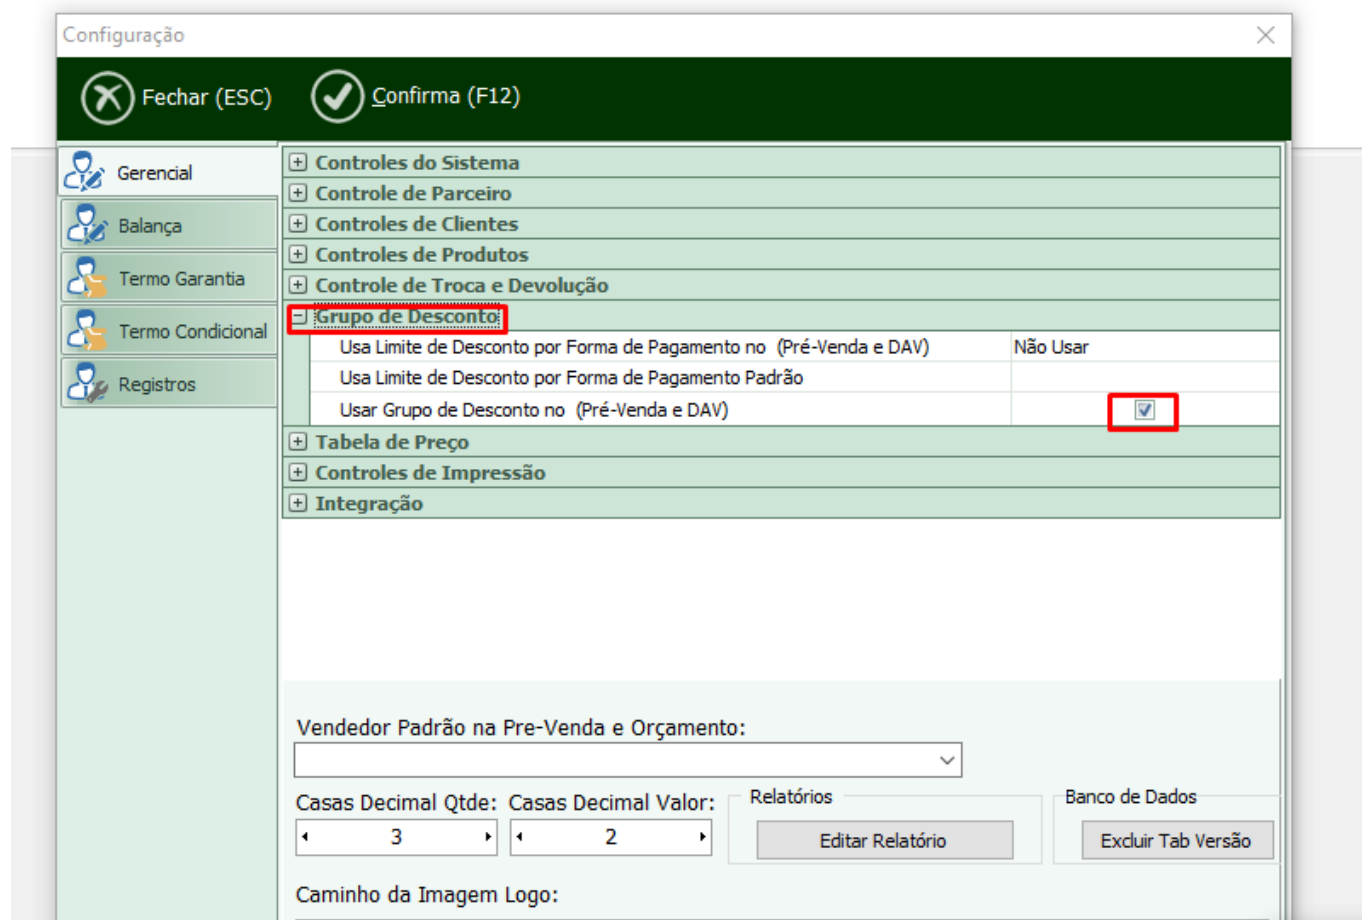 Configuração
Fechar (ESC)
Confirma (F12)
Gerencial
Balança
Termo Garantia
Termo Condicional
Registros
Controles do Sistema
Controle de Parceiro
Controles de Clientes
Controles de Produtos
Controle de Troca e Devolução
Grupo de Desconto
Usa Limite de Desconto por Forma de Pagamento no  (Pré-Venda e DAV) Não Usar
Usa Limite de Desconto por Forma de Pagamento Padrão
Usar Grupo de Desconto no  (Pré-Venda e DAV)
Tabela de Preço
Controles de Impressão
Integração
Vendedor Padrão na Pre-Venda e Orçamento:
Casas Decimal Qtde: Casas Decimal Valor:
3 2
Relatórios
Editar Relatório
Banco de Dados
Excluir Tab Versão
Caminho da Imagem Logo: